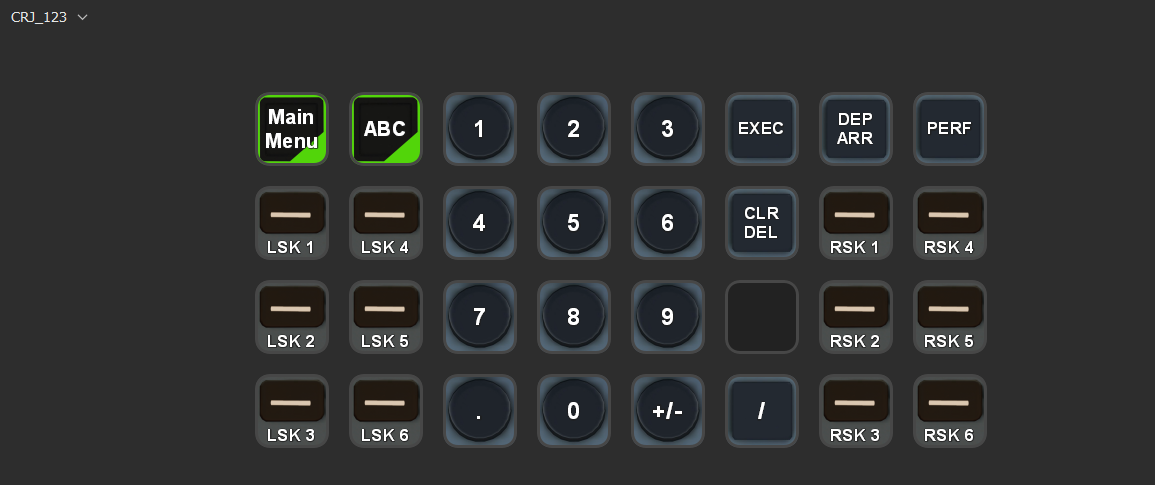 CRJ_123
Main
Menu
ABC
1
2
3
EXEC
DEP
ARR
PERF
LSK 1
LSK 4
4
5
6
CLR
DEL
RSK 1
RSK 4
LSK 2
LSK 5
7
8
9
RSK 2
RSK 5
LSK 3
LSK 6
.
0
+/-
/
RSK 3
RSK 6